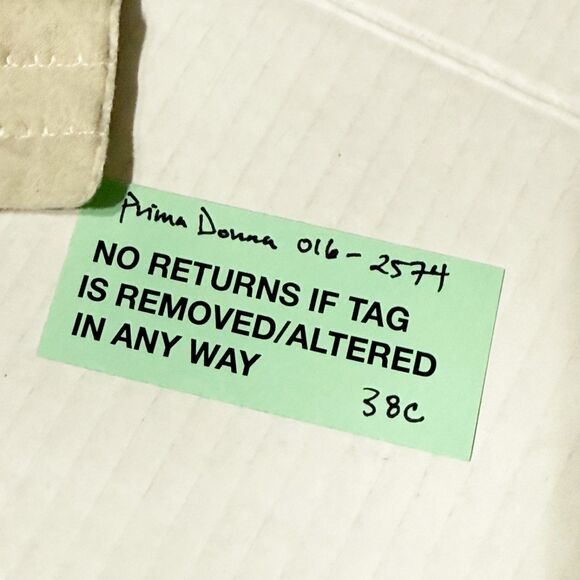 Prima Donna 016-2574
NO RETURNS IF TAG
IS REMOVED/ALTERED
IN ANY WAY
38C